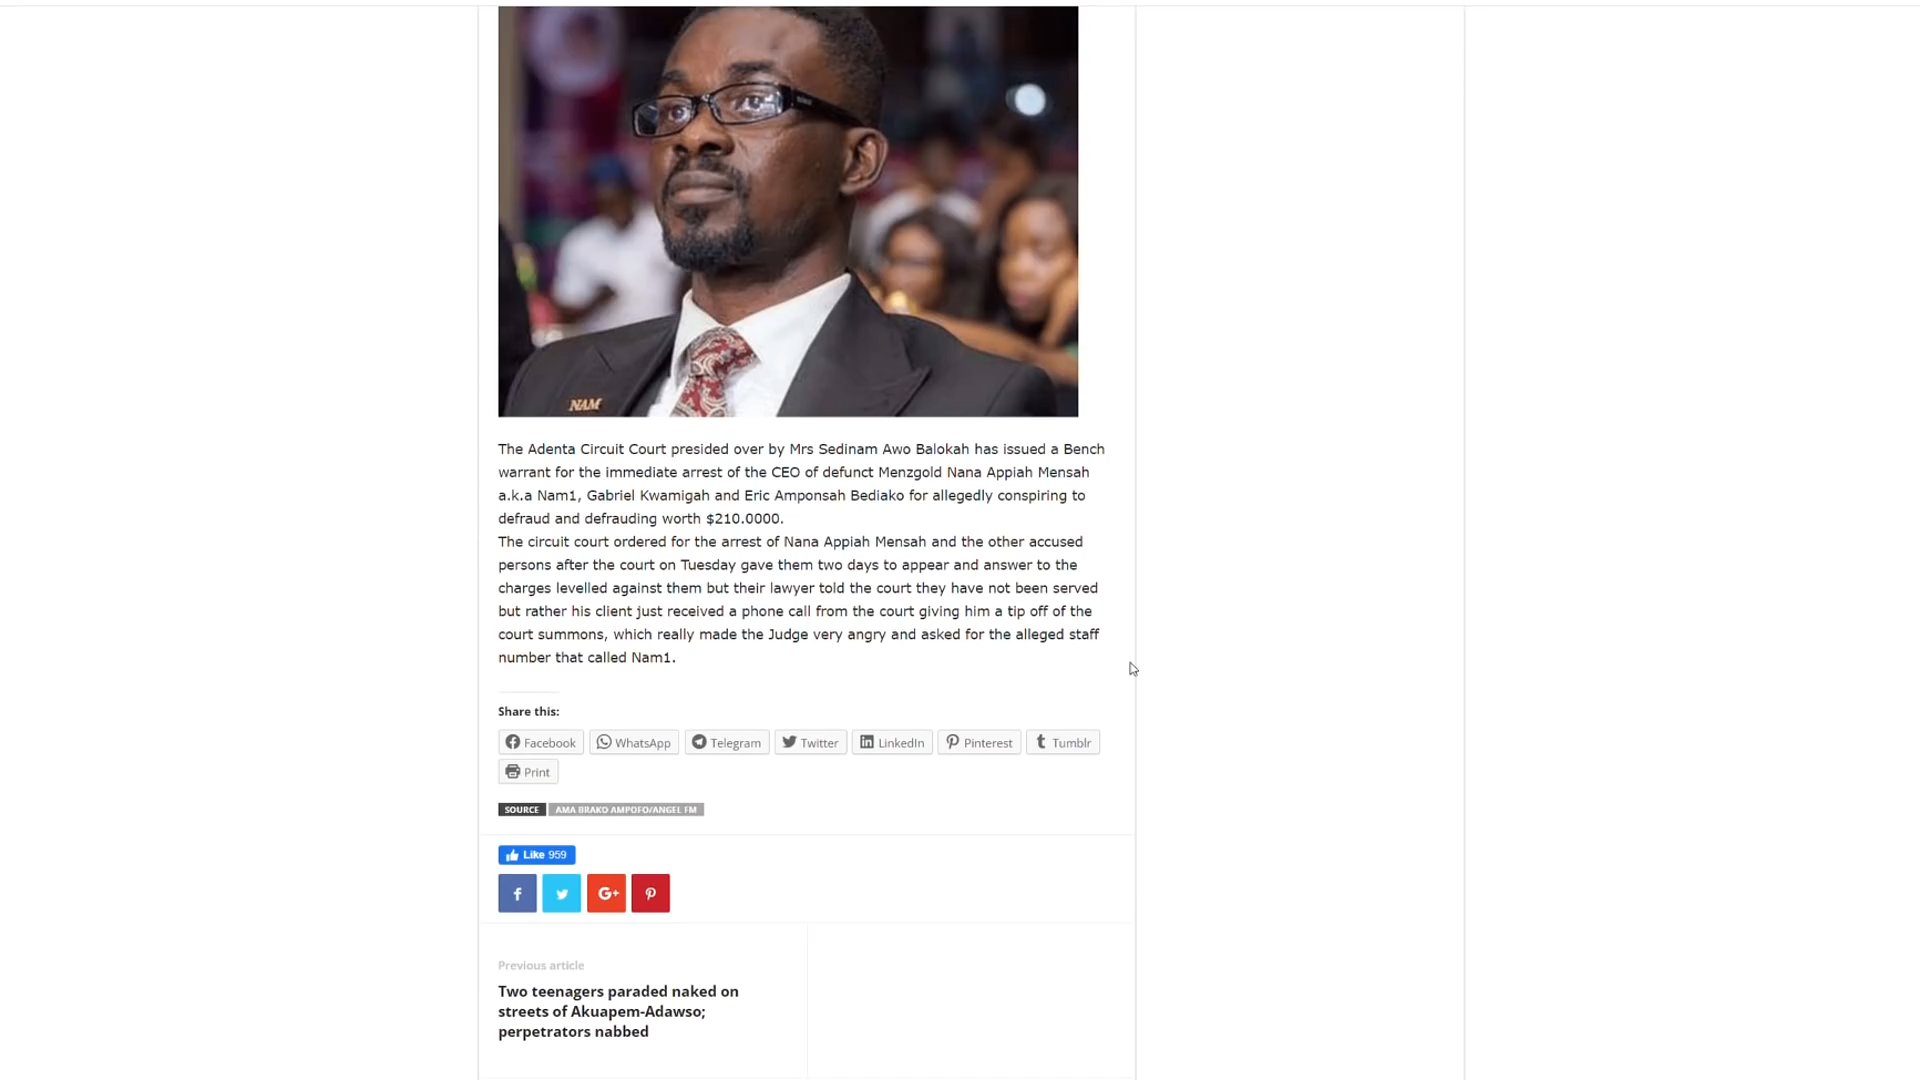 NAM
The Adenta Circuit Court presided over by Mrs Sedinam Awo Balokah has issued a Bench
warrant for the immediate arrest of the CEO of defunct Menzgold Nana Appiah Mensah
a.k.a Nam1, Gabriel Kwamigah and Eric Amponsah Bediako for allegedly conspiring to
defraud and defrauding worth $210.0000.
The circuit court ordered for the arrest of Nana Appiah Mensah and the other accused
persons after the court on Tuesday gave them two days to appear and answer to the
charges levelled against them but their lawyer told the court they have not been served
but rather his client just received a phone call from the court giving him a tip off of the
court summons, which really made the Judge very angry and asked for the alleged staff
number that called Nam1.
Share this:
Facebook WhatsApp Telegram Twitter LinkedIn Pinterest Tumblr
Print
SOURCE AMA BRAKO AMPOFO/ANGEL FM
Like 959
Previous article
Two teenagers paraded naked on
streets of Akuapem-Adawso;
perpetrators nabbed